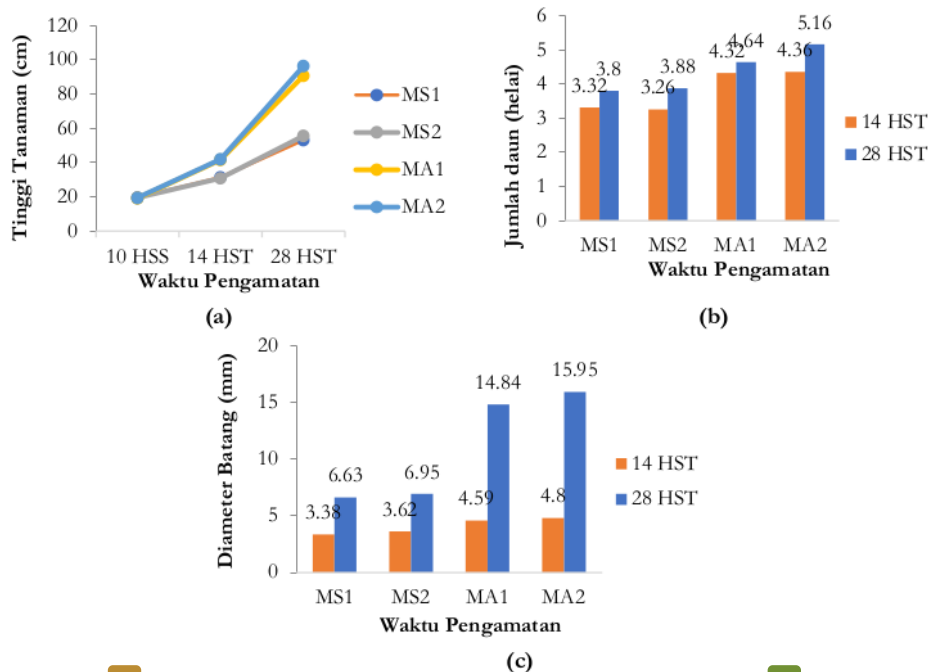 120
100
80
60
40
20
0
Tinggi Tanaman (cm)
10 HSS 14 HST 28 HST
Waktu Pengamatan
MS1
MS2
MA1
MA2
(a)
6
5
4
3
2
1
0
Jumlah daun (helai)
3.32 3.8
3.26 3.88
4.32 4.64
4.36 5.16
MS1 MS2 MA1 MA2
Waktu Pengamatan
14 HST
28 HST
(b)
20
15
10
5
0
Diameter Batang (mm)
3.38 6.63
3.62 6.95
4.59 14.84
4.8 15.95
MS1 MS2 MA1 MA2
Waktu Pengamatan
14 HST
28 HST
(c)